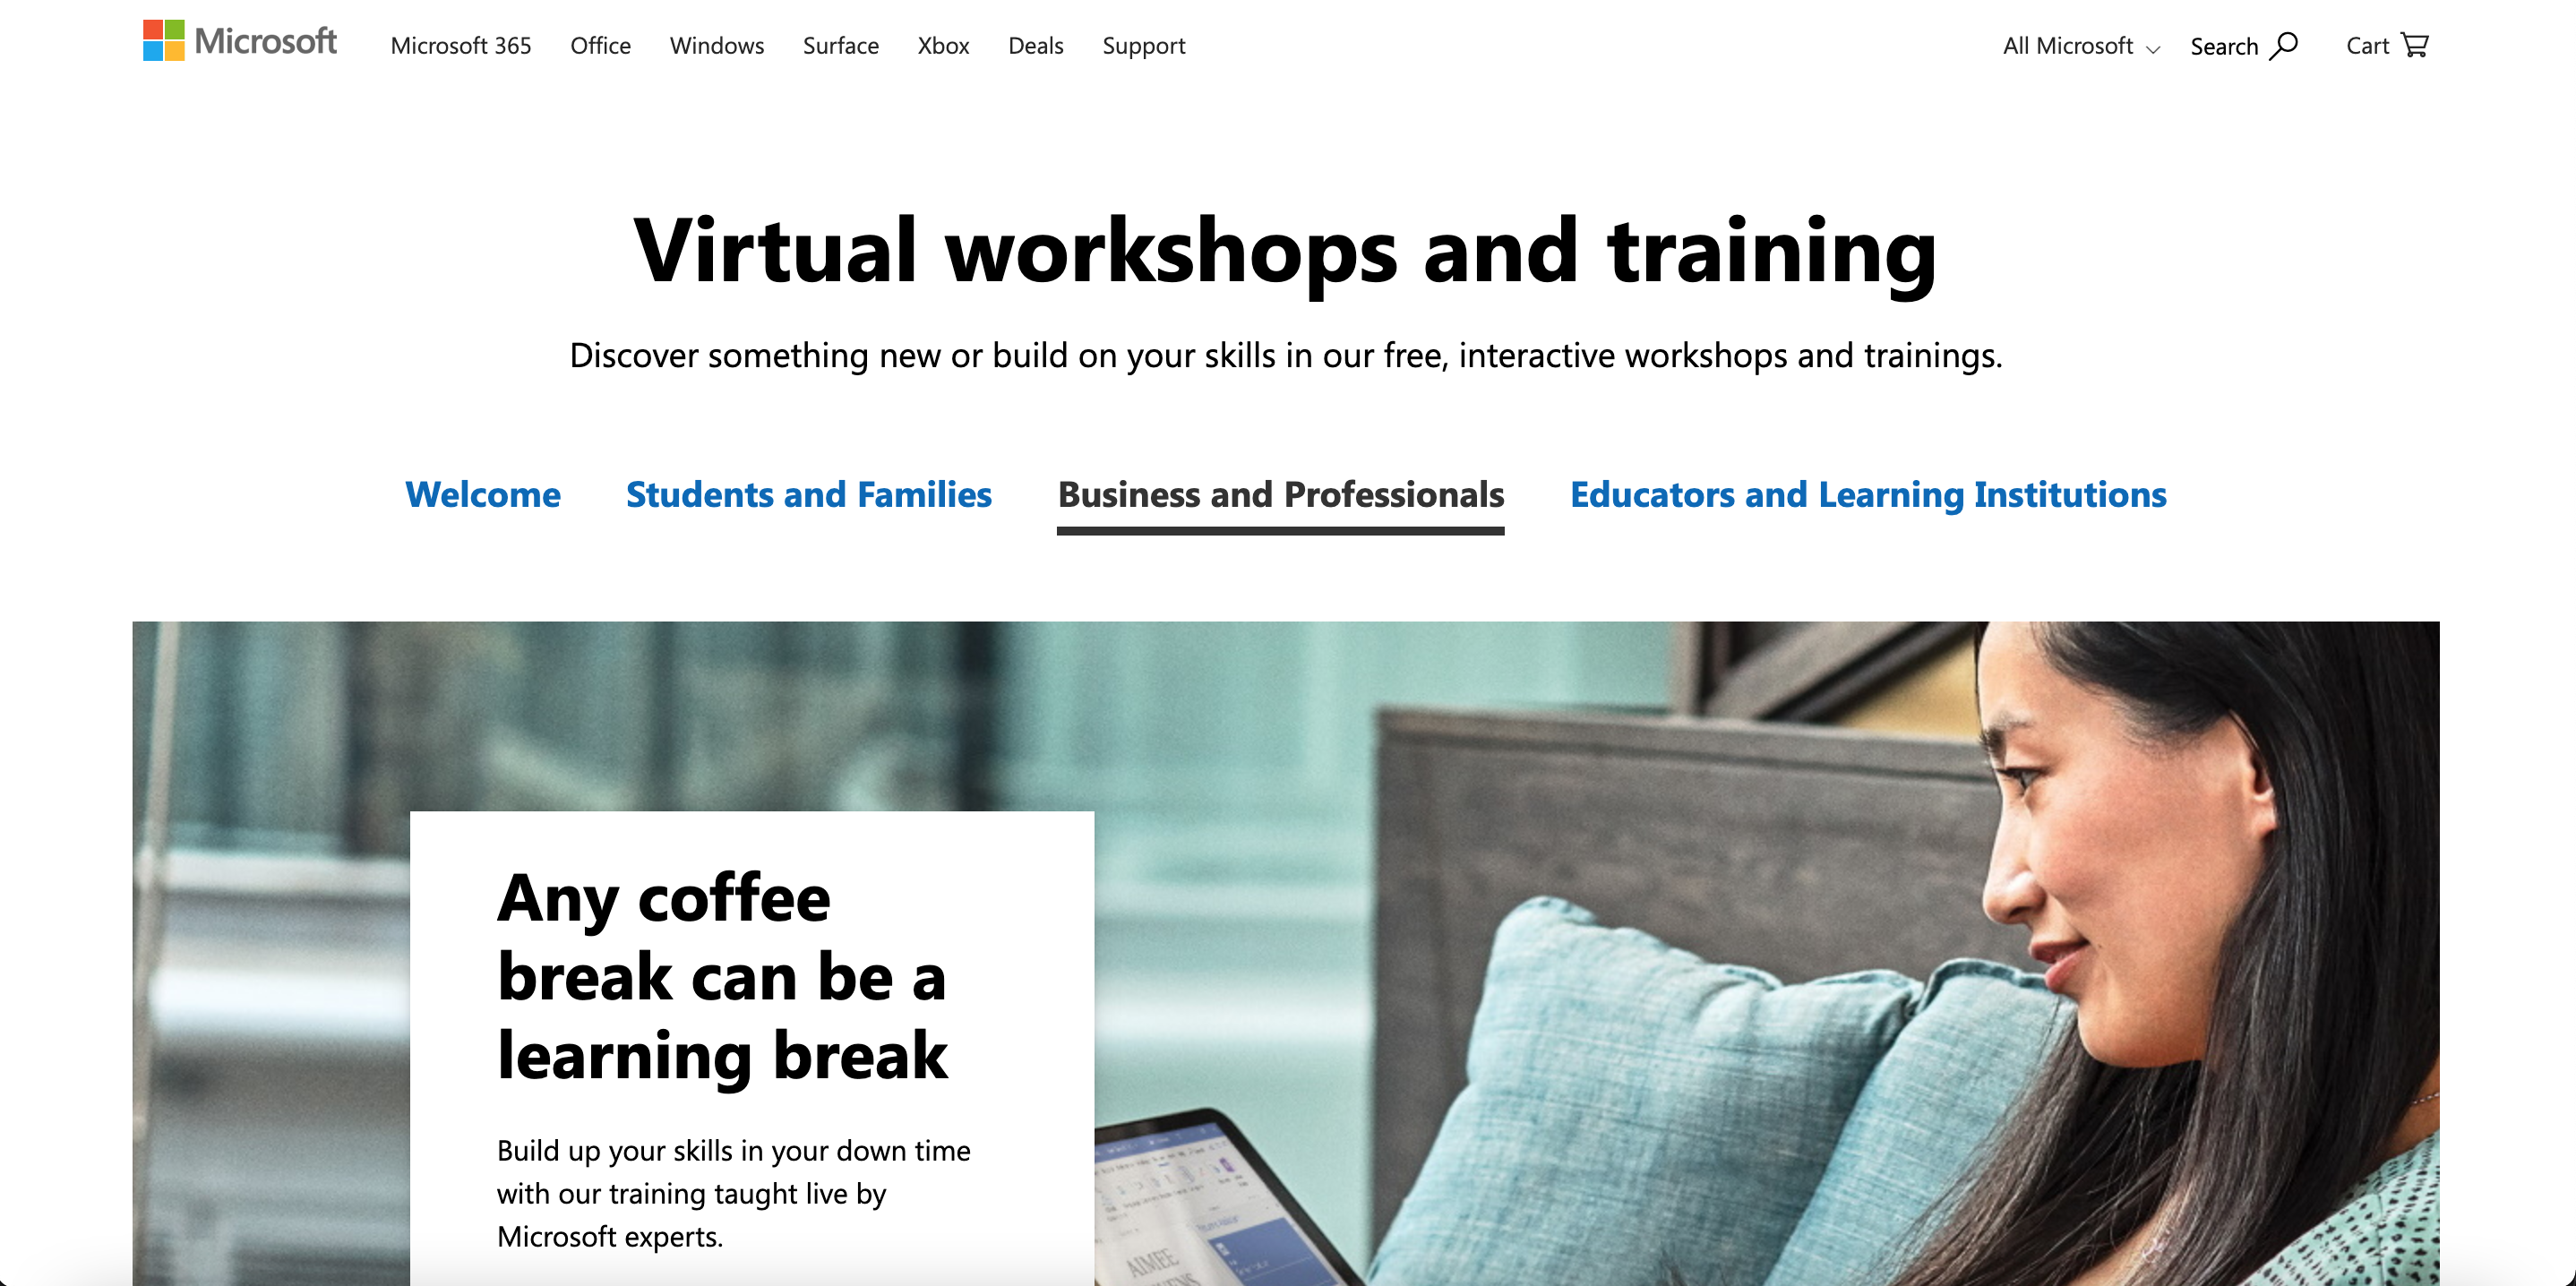 Microsoft
Microsoft 365 Office Windows Surface Xbox Deals Support
All Microsoft Search Cart
Virtual workshops and training
Discover something new or build on your skills in our free, interactive workshops and trainings.
Welcome Students and Families Business and Professionals Educators and Learning Institutions
Any coffee
break can be a
learning break
Build up your skills in your down time
with our training taught live by
Microsoft experts.
AIMEE